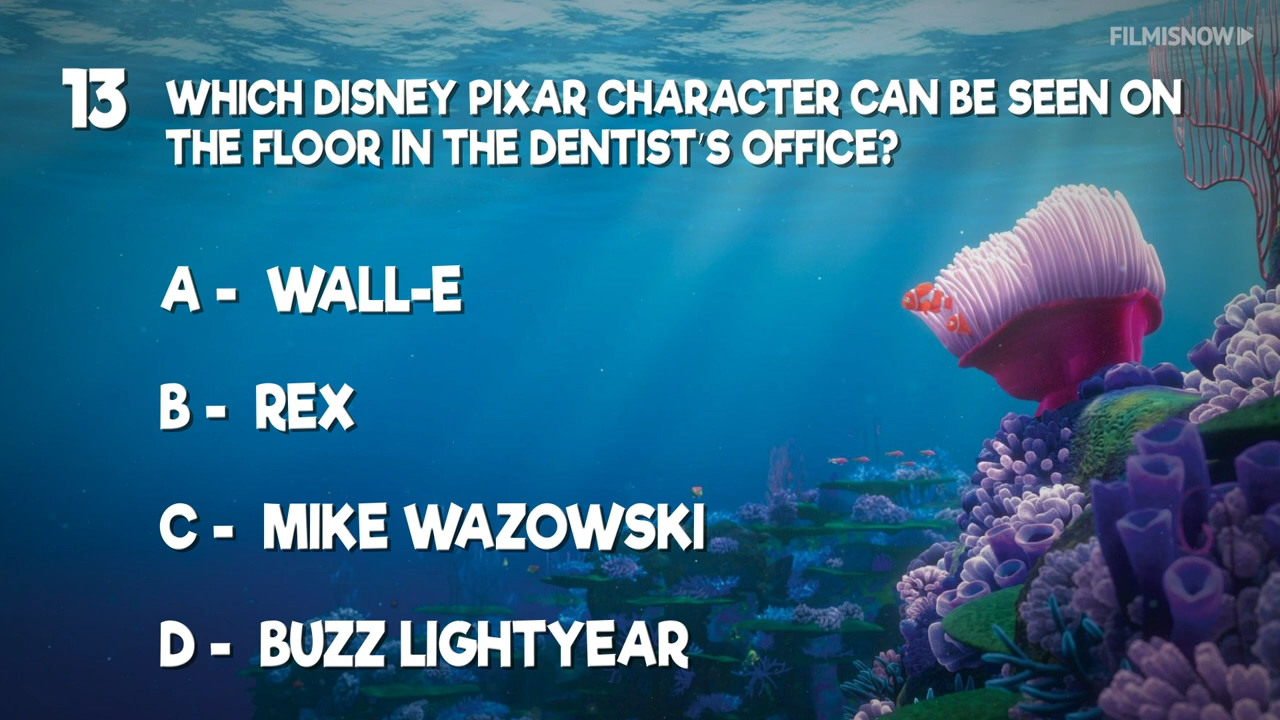 FILMISNOW
13 WHICH DISNEY PIXAR CHARACTER CAN BE SEEN ON
THE FLOOR IN THE DENTIST'S OFFICE?
A - WALL-E
B - REX
C - MIKE WAZOWSKI
D - BUZZ LIGHTYEAR